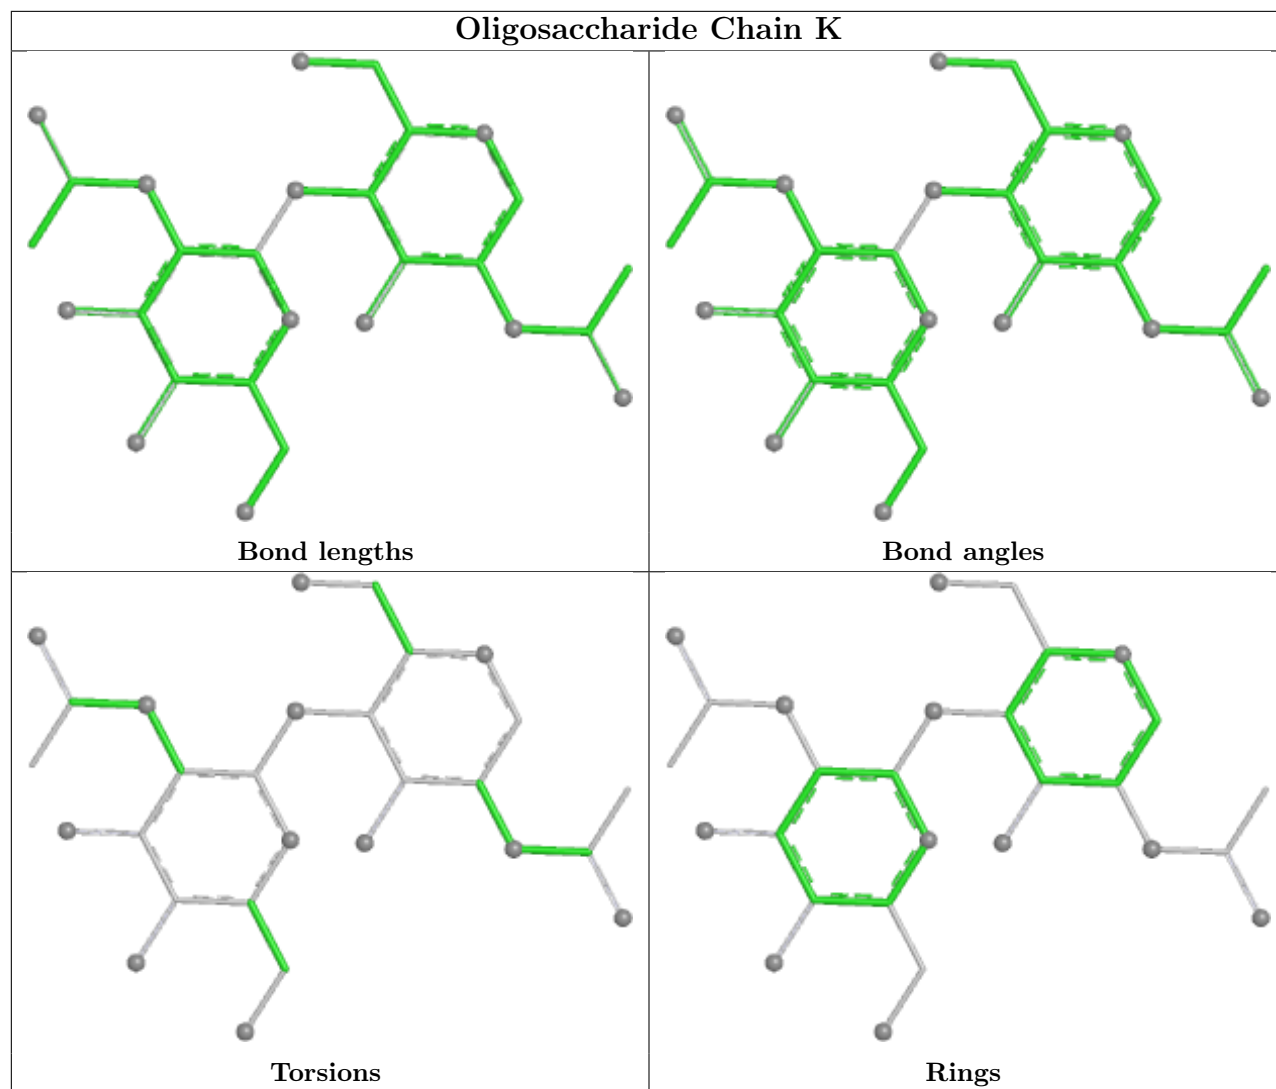 Oligosaccharide Chain K
Bond lengths
Bond angles
Torsions
Rings